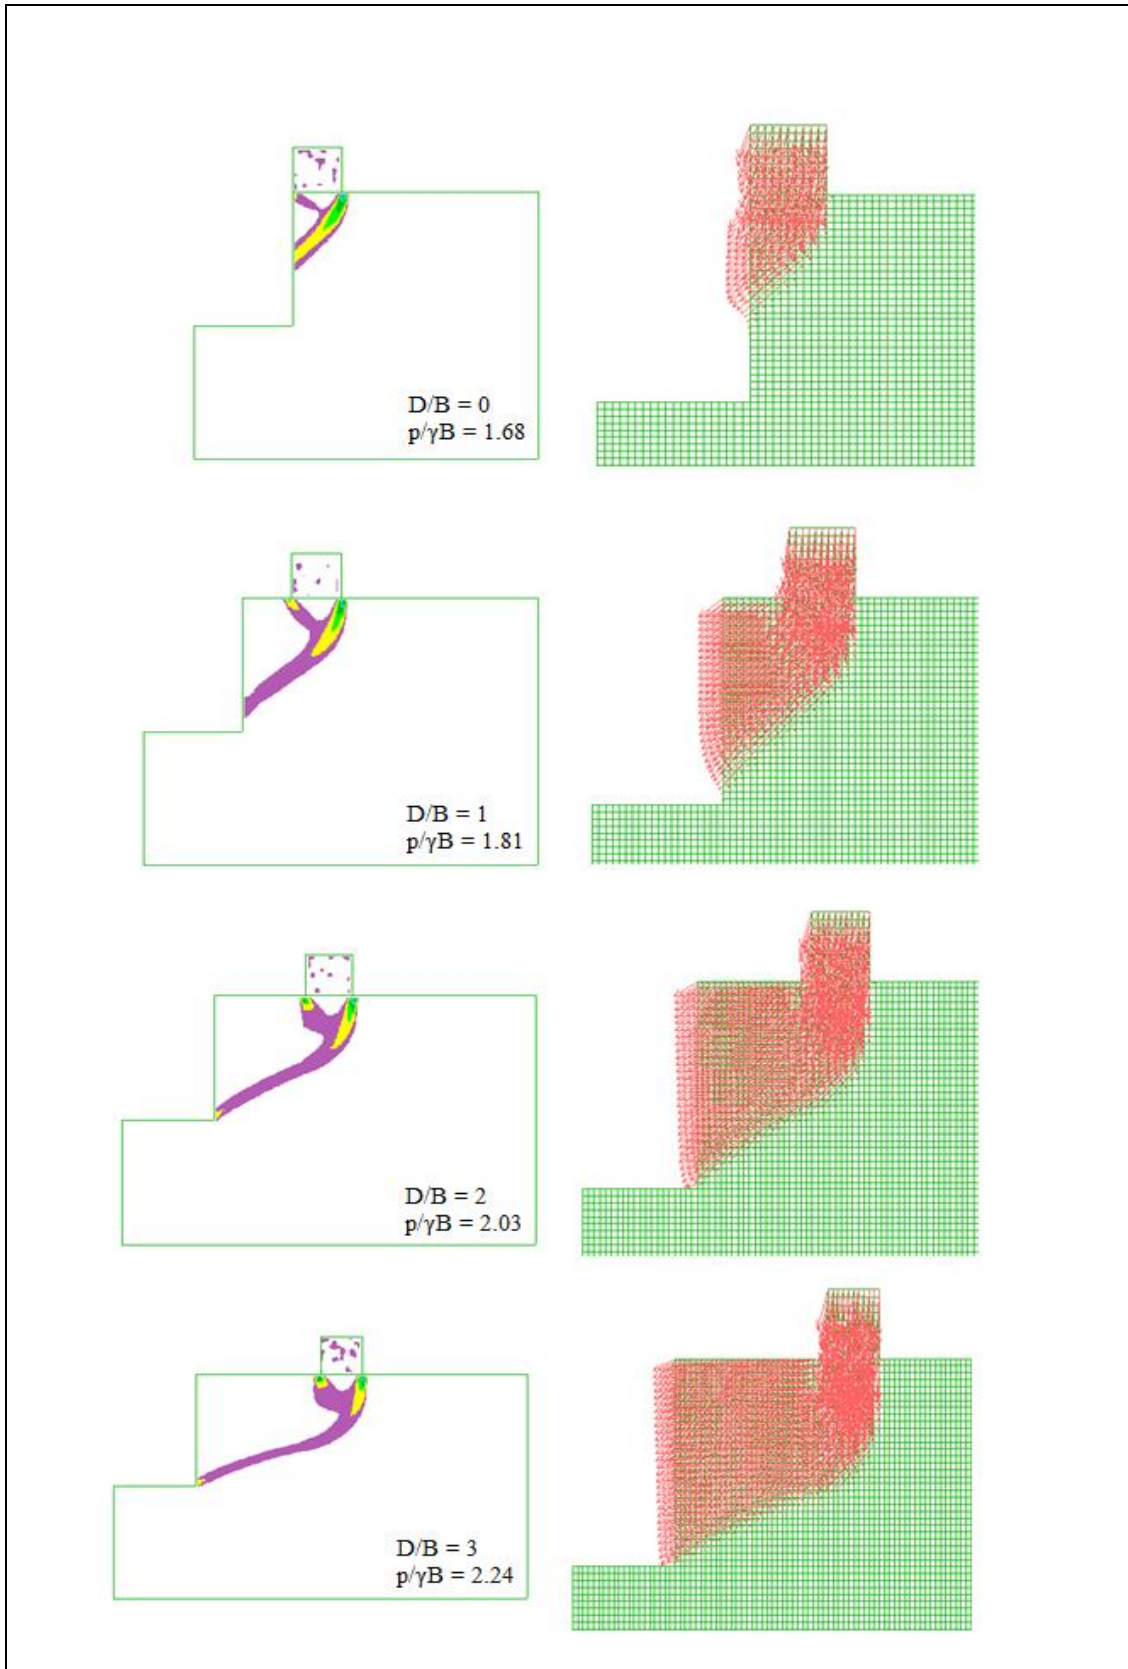 D/B = 0
p/γB = 1.68
D/B = 1
p/γB = 1.81
D/B = 2
p/γB = 2.03
D/B = 3
p/γB = 2.24